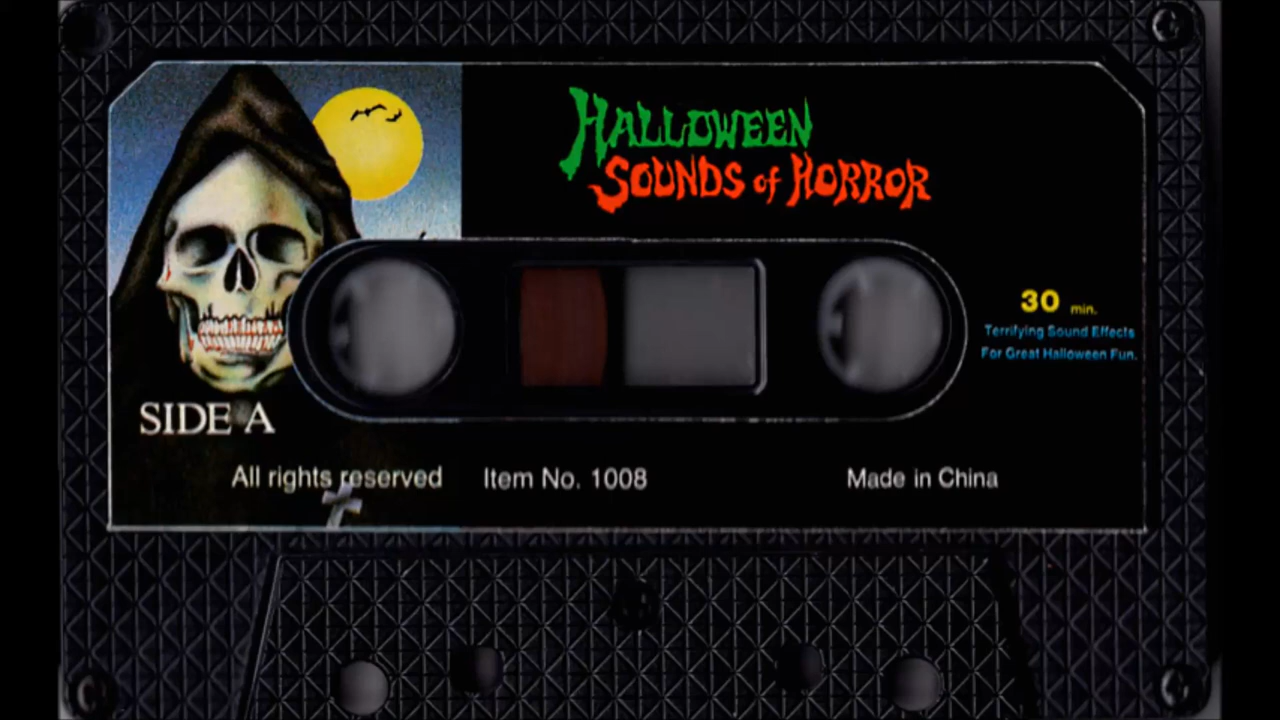 HALLOWEEN
SOUNDS of HORROR
30 min.
Terrifying Sound Effects
For Great Halloween Fun.
SIDE A
All rights reserved
Item No. 1008
Made in China